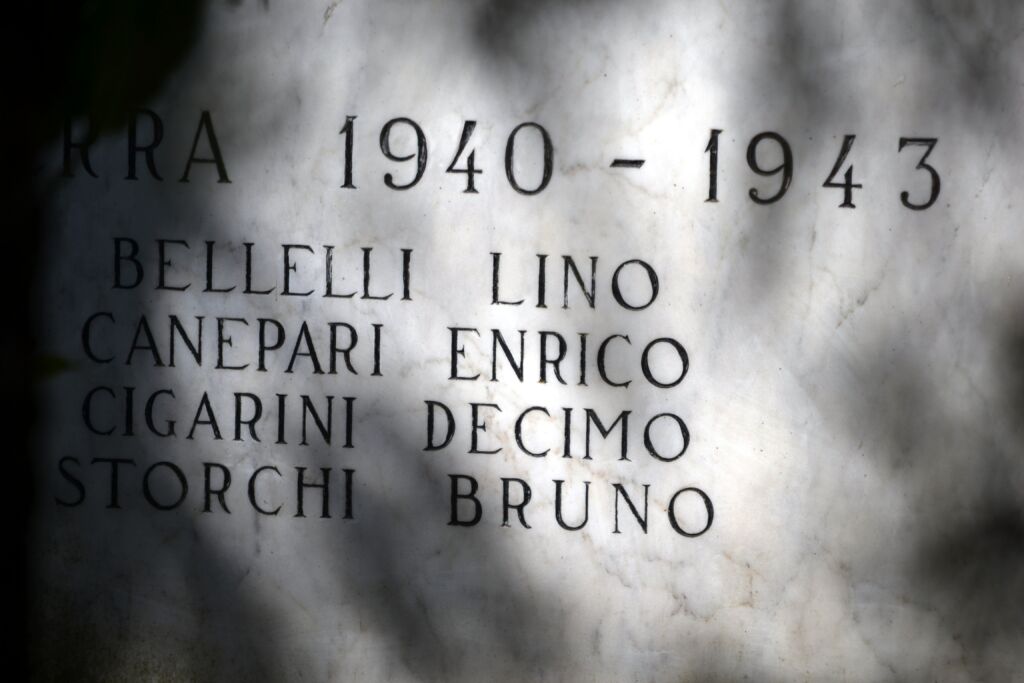 RRA 1940-1943
BELLELLI LINO
CANEPARI ENRICO
CIGARINI DECIMO
STORCHI BRUNO